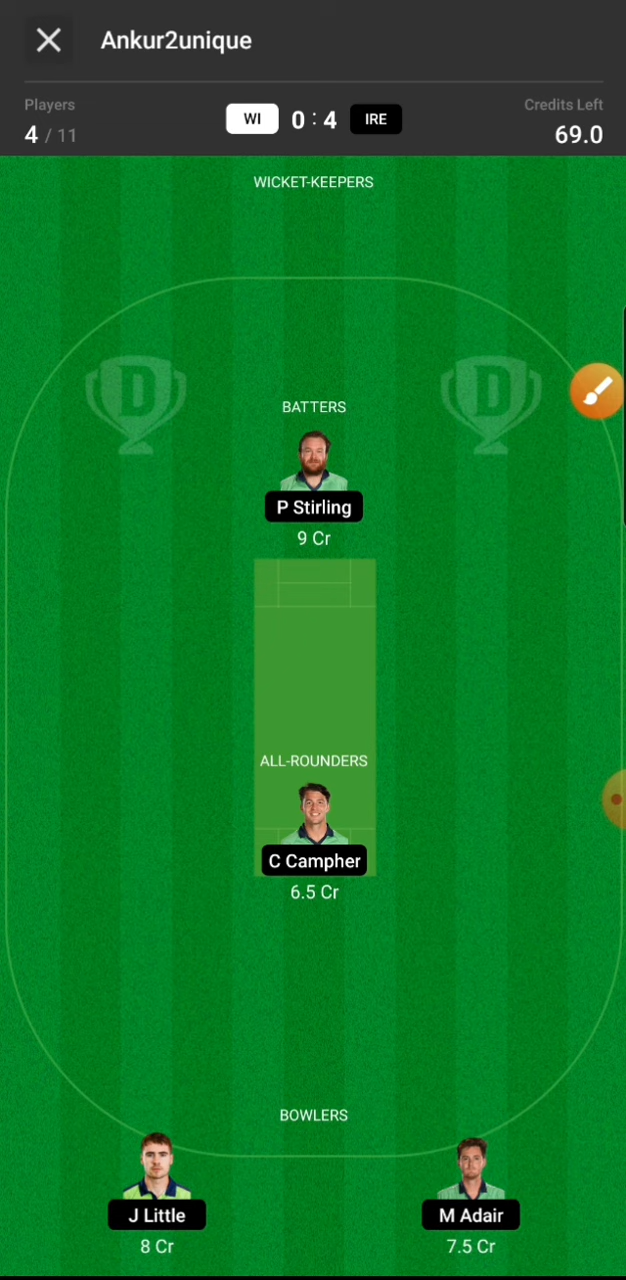 Ankur2unique
Players
Credits Left
4 / 11
WI 0 : 4 IRE
69.0
WICKET-KEEPERS
D D
BATTERS
P Stirling
9 Cr
ALL-ROUNDERS
C Campher
6.5 Cr
BOWLERS
J Little
M Adair
8 Cr
7.5 Cr